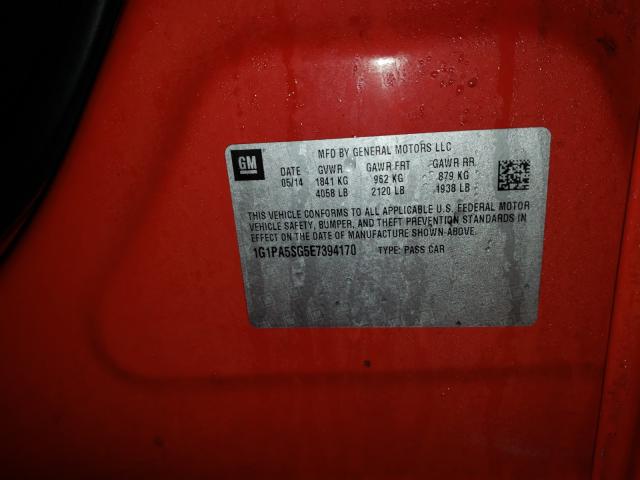 GM
MFD BY GENERAL MOTORS LLC
DATE GVWR GAWR FRT GAWR RR
05/14 1841 KG 962 KG 879 KG
4058 LB 2120 LB 1938 LB
THIS VEHICLE CONFORMS TO ALL APPLICABLE U.S. FEDERAL MOTOR
VEHICLE SAFETY, BUMPER, AND THEFT PREVENTION STANDARDS IN
EFFECT ON THE DATE OF MANUFACTURE SHOWN ABOVE.
1G1PA5SG5E7394170 TYPE: PASS CAR